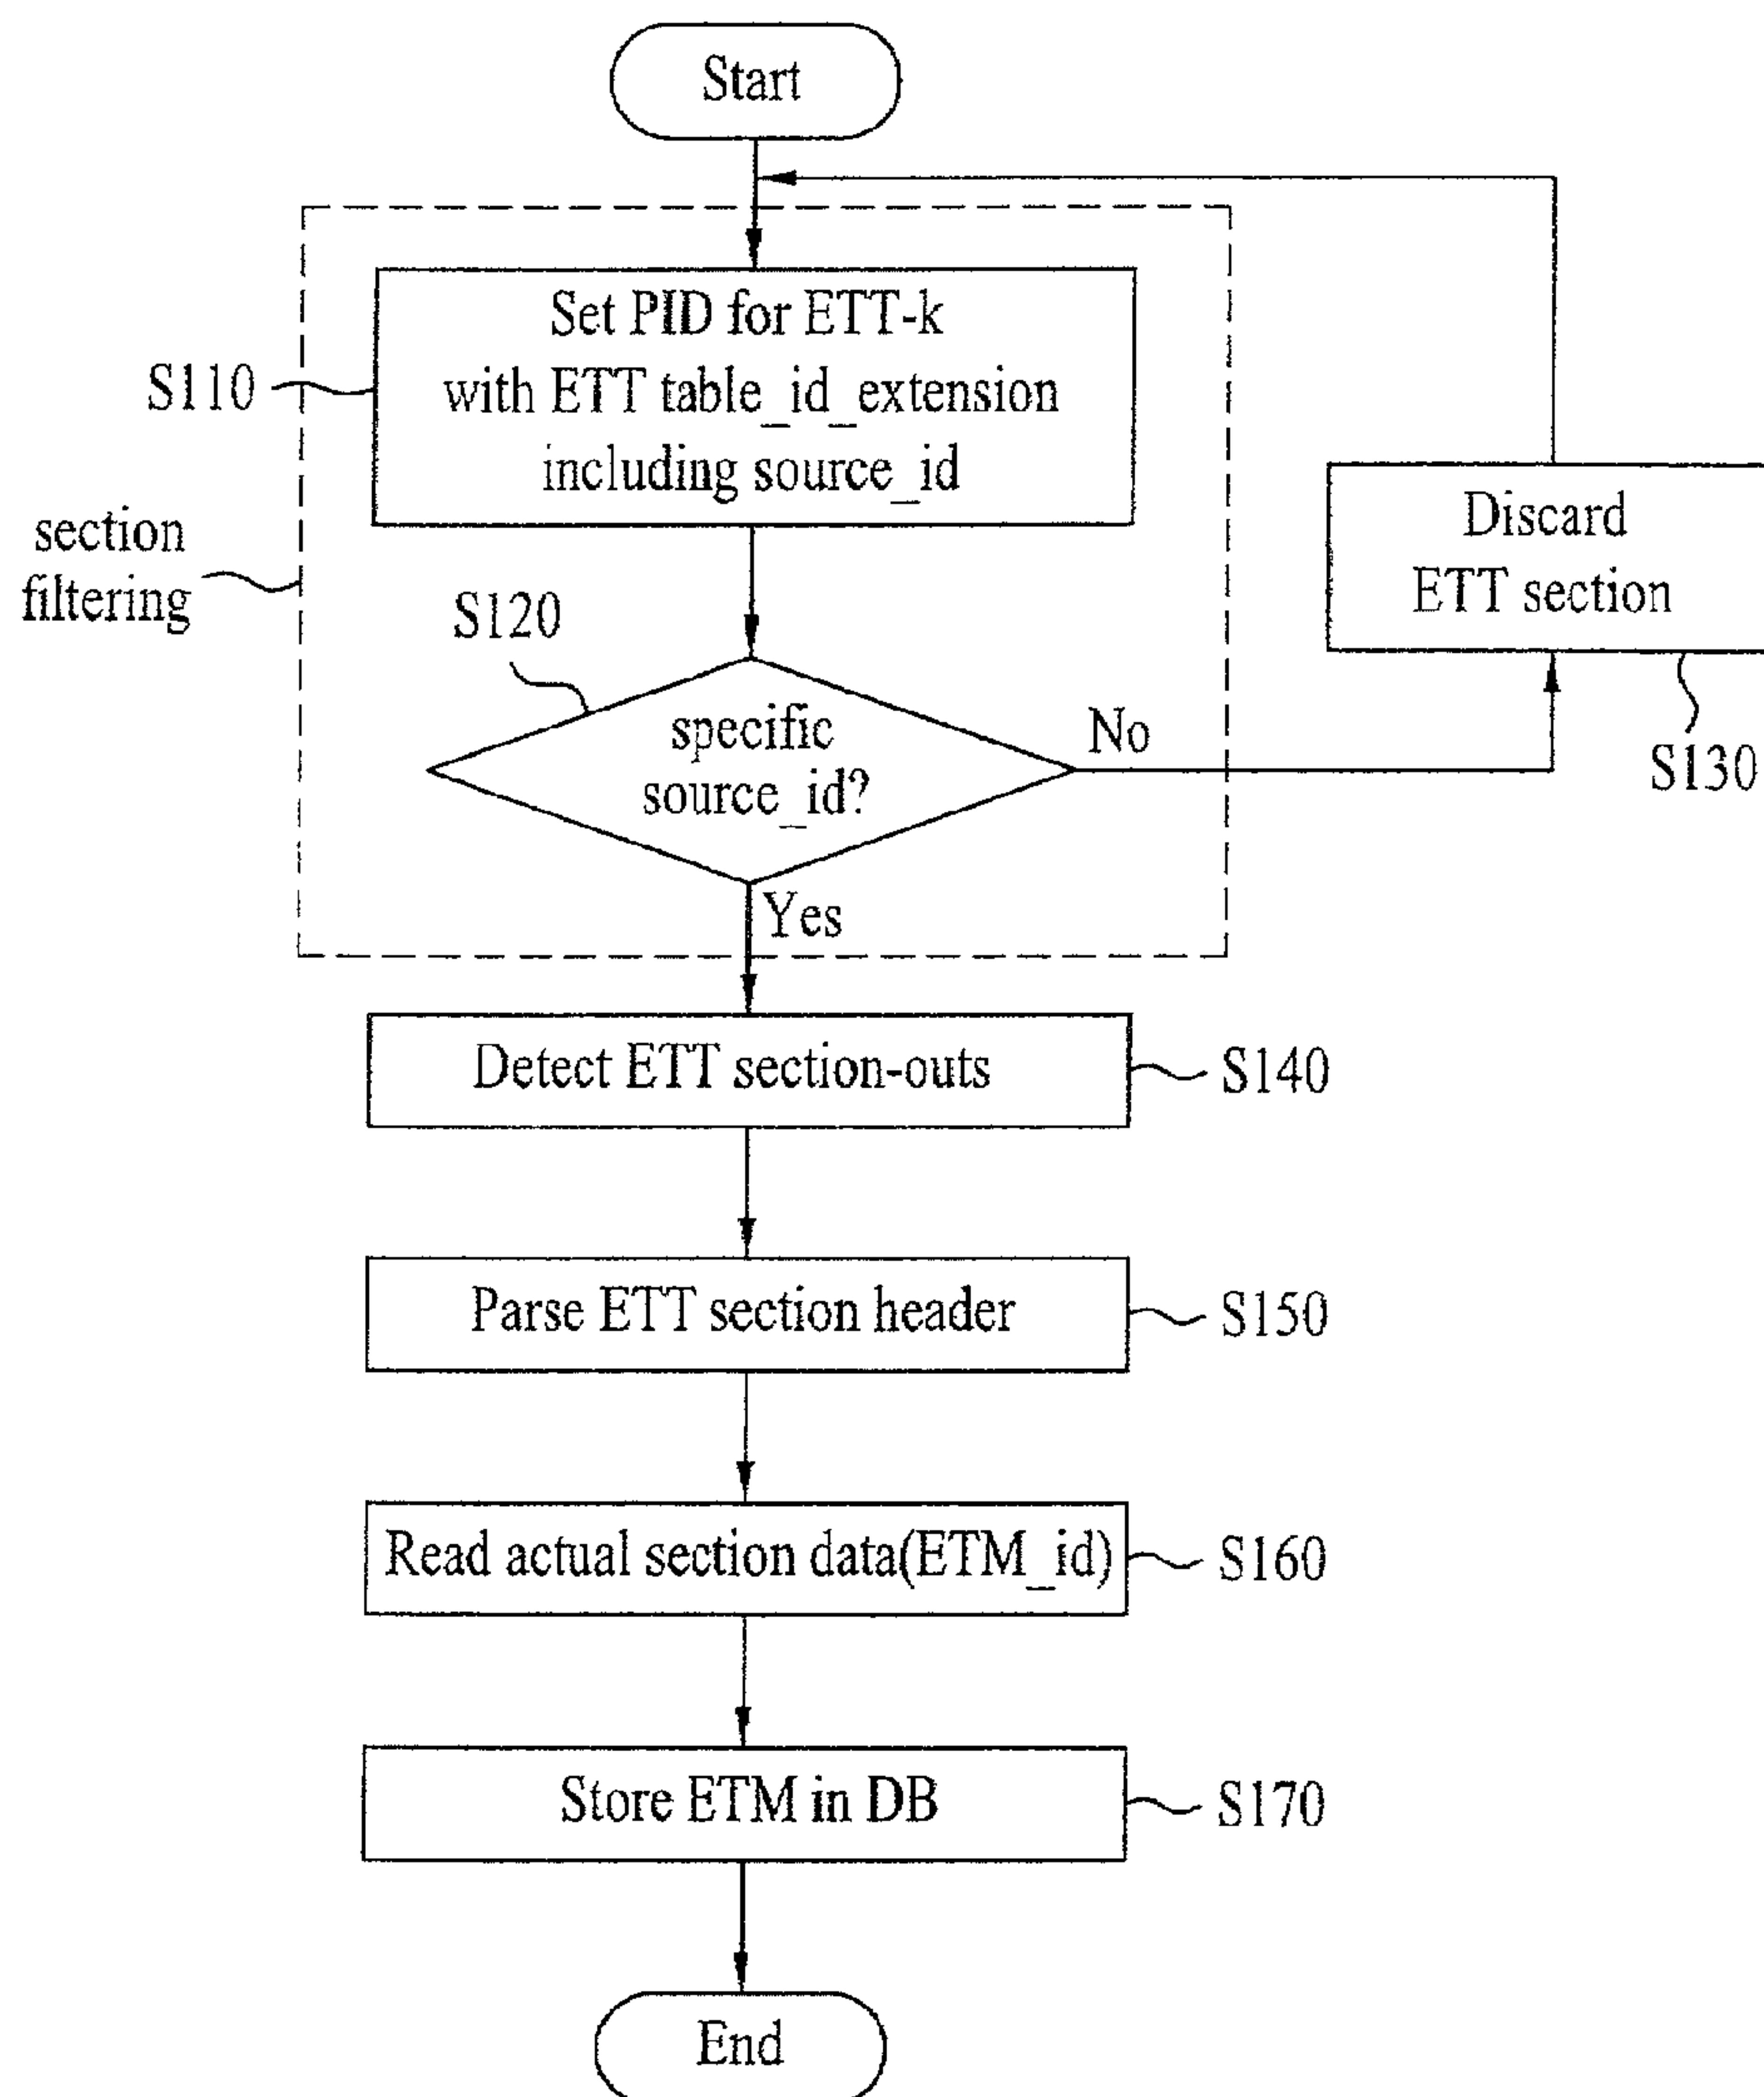 Start
Set PID for ETT-k
with ETT table_id_extension
including source_id
S110
section
filtering
Discard
ETT section
S130
S120
specific
source_id?
No
Yes
Detect ETT section-outs
S140
Parse ETT section header
S150
Read actual section data(ETM_id)
S160
Store ETM in DB
S170
End